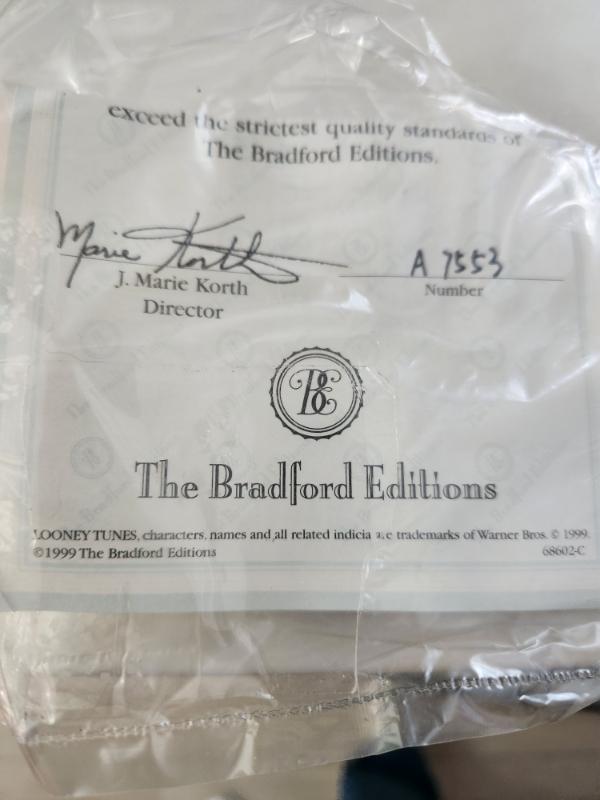 exceed the strictest quality standards of
The Bradford Editions.
Marie Korth
A 7553
J. Marie Korth
Number
Director
BE
The Bradford Editions
LOONEY TUNES, characters, names and all related indicia are trademarks of Warner Bros. © 1999.
©1999 The Bradford Editions
68602-C